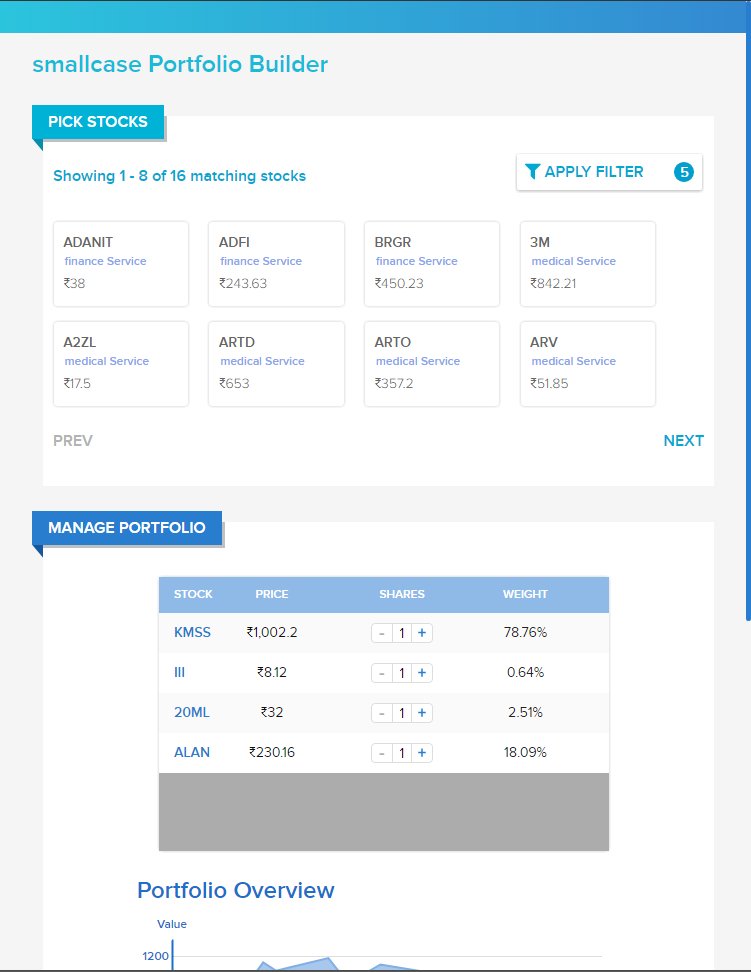 smallcase Portfolio Builder
PICK STOCKS
Showing 1 - 8 of 16 matching stocks
APPLY FILTER 5
ADANIT
finance Service
₹38
ADFI
finance Service
₹243.63
BRGR
finance Service
₹450.23
3M
medical Service
₹842.21
A2ZL
medical Service
₹17.5
ARTD
medical Service
₹653
ARTO
medical Service
₹357.2
ARV
medical Service
₹51.85
PREV NEXT
MANAGE PORTFOLIO
STOCK PRICE SHARES WEIGHT
KMSS ₹1,002.2 - 1 + 78.76%
III ₹8.12 - 1 + 0.64%
20ML ₹32 - 1 + 2.51%
ALAN ₹230.16 - 1 + 18.09%
Portfolio Overview
Value
1200